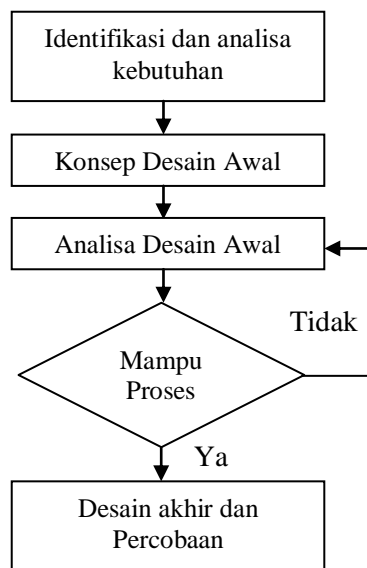 Identifikasi dan analisa
kebutuhan
Konsep Desain Awal
Analisa Desain Awal
Tidak
Mampu
Proses
Ya
Desain akhir dan
Percobaan